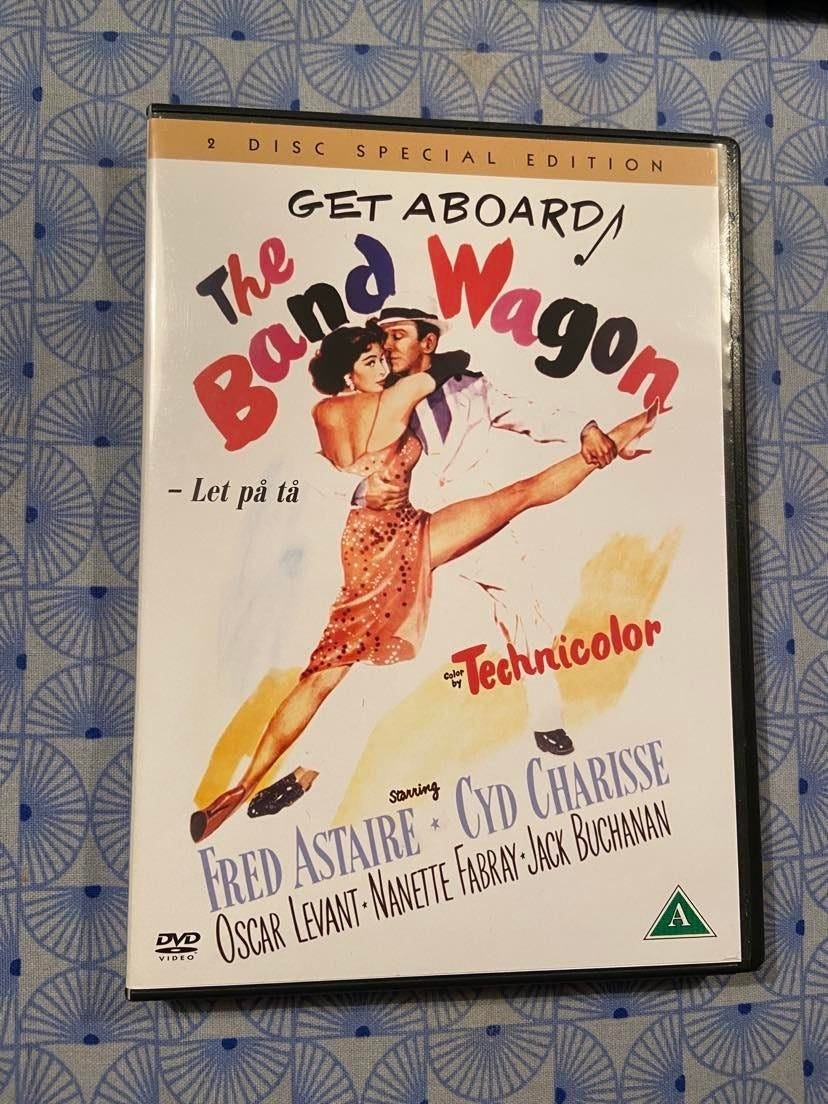 2 DISC SPECIAL EDITION
GET ABOARD
The
Band Wagon
– Let på tå
Color by Technicolor
Starring
FRED ASTAIRE * CYD CHARISSE
OSCAR LEVANT * NANETTE FABRAY * JACK BUCHANAN
DVD
VIDEO
A